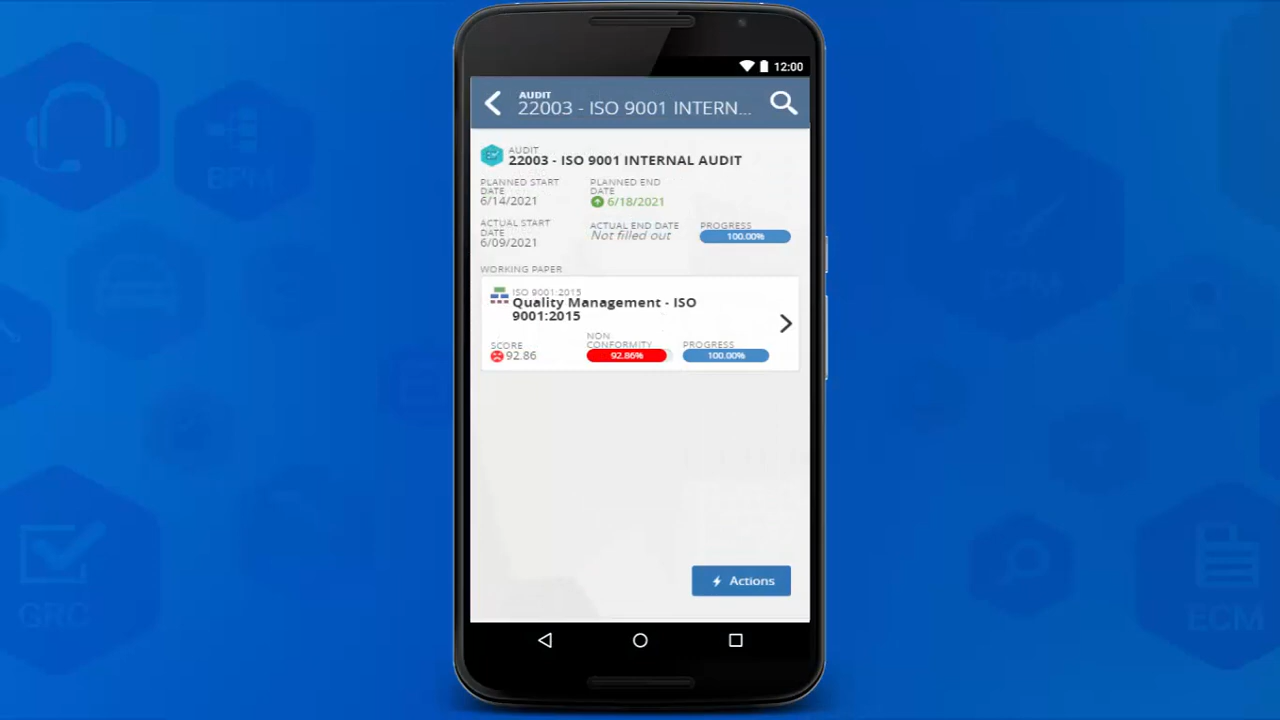 12:00
AUDIT
22003 - ISO 9001 INTERN...
AUDIT
22003 - ISO 9001 INTERNAL AUDIT
PLANNED START DATE
6/14/2021
PLANNED END DATE
6/18/2021
ACTUAL START DATE
6/09/2021
ACTUAL END DATE
Not filled out
PROGRESS
100.00%
WORKING PAPER
ISO 9001:2015
Quality Management - ISO
9001:2015
SCORE
92.86
NON
CONFORMITY
92.86%
PROGRESS
100.00%
Actions
BPM
GRC
ECM